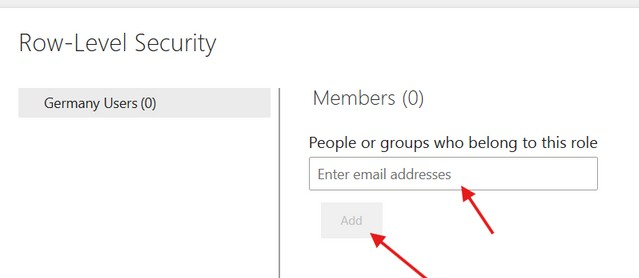 Row-Level Security
Germany Users (0)
Members (0)
People or groups who belong to this role
Enter email addresses
Add